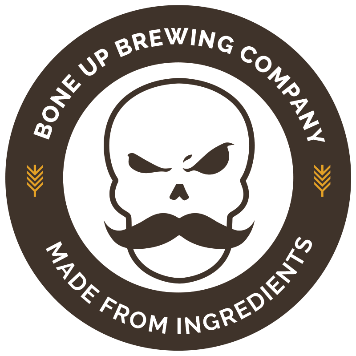 BONE UP BREWING COMPANY
MADE FROM INGREDIENTS